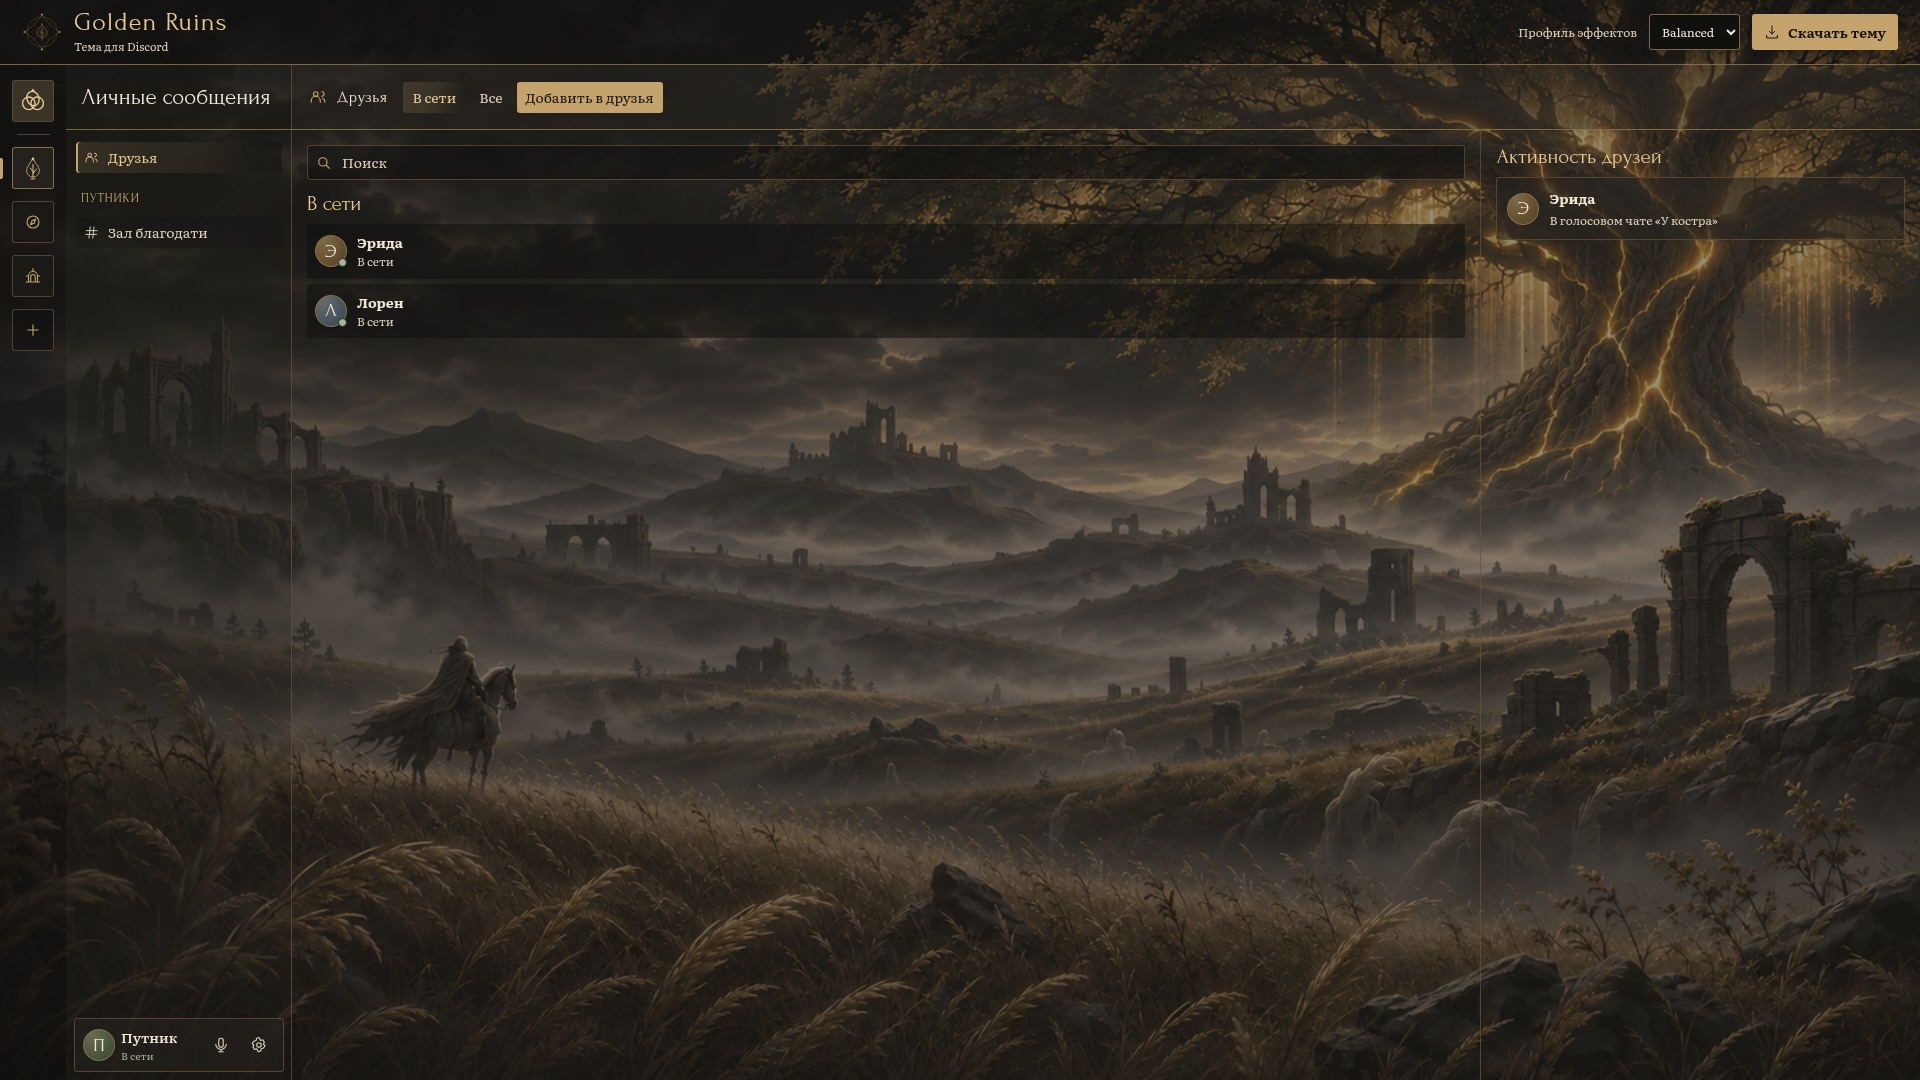 Golden Ruins
Тема для Discord
Профиль эффектов
Balanced
Скачать тему
Личные сообщения
Друзья
В сети
Все
Добавить в друзья
Друзья
ПУТНИКИ
Зал благодати
Поиск
В сети
Э
Эрида
В сети
Л
Лорен
В сети
Активность друзей
Э
Эрида
В голосовом чате «У костра»
П
Путник
В сети